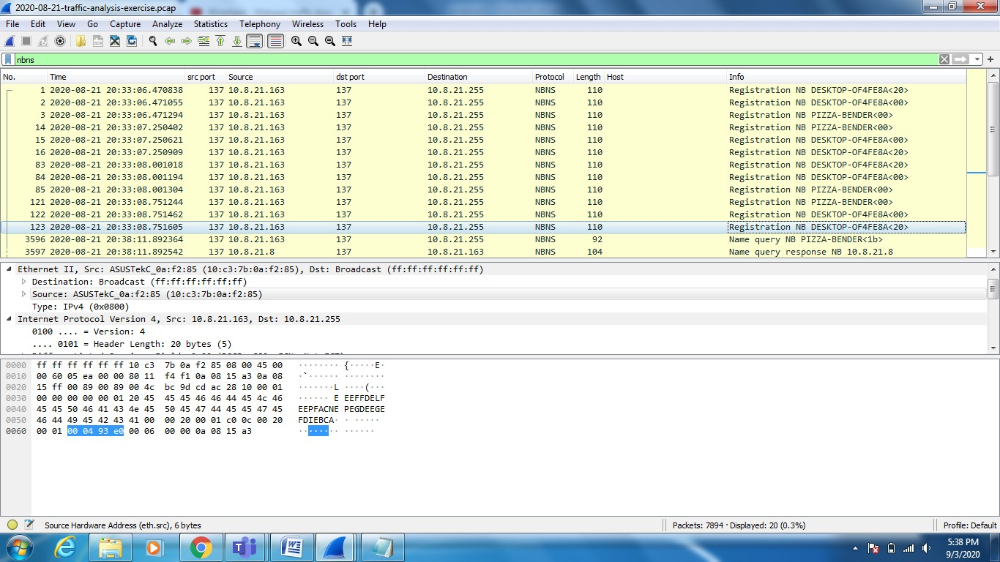 2020-08-21-traffic-analysis-exercise.pcap
File Edit View Go Capture Analyze Statistics Telephony Wireless Tools Help
nbns
No. Time src port Source dst port Destination Protocol Length Host Info
1 2020-08-21 20:33:06.470838 137 10.8.21.163 137 10.8.21.255 NBNS 110 Registration NB DESKTOP-OF4FE8A<20>
2 2020-08-21 20:33:06.471055 137 10.8.21.163 137 10.8.21.255 NBNS 110 Registration NB DESKTOP-OF4FE8A<00>
3 2020-08-21 20:33:06.471294 137 10.8.21.163 137 10.8.21.255 NBNS 110 Registration NB PIZZA-BENDER<00>
14 2020-08-21 20:33:07.250402 137 10.8.21.163 137 10.8.21.255 NBNS 110 Registration NB PIZZA-BENDER<00>
15 2020-08-21 20:33:07.250621 137 10.8.21.163 137 10.8.21.255 NBNS 110 Registration NB DESKTOP-OF4FE8A<00>
16 2020-08-21 20:33:07.250909 137 10.8.21.163 137 10.8.21.255 NBNS 110 Registration NB DESKTOP-OF4FE8A<20>
83 2020-08-21 20:33:08.001018 137 10.8.21.163 137 10.8.21.255 NBNS 110 Registration NB DESKTOP-OF4FE8A<20>
84 2020-08-21 20:33:08.001194 137 10.8.21.163 137 10.8.21.255 NBNS 110 Registration NB DESKTOP-OF4FE8A<00>
85 2020-08-21 20:33:08.001304 137 10.8.21.163 137 10.8.21.255 NBNS 110 Registration NB PIZZA-BENDER<00>
121 2020-08-21 20:33:08.751244 137 10.8.21.163 137 10.8.21.255 NBNS 110 Registration NB PIZZA-BENDER<00>
122 2020-08-21 20:33:08.751462 137 10.8.21.163 137 10.8.21.255 NBNS 110 Registration NB DESKTOP-OF4FE8A<00>
123 2020-08-21 20:33:08.751605 137 10.8.21.163 137 10.8.21.255 NBNS 110 Registration NB DESKTOP-OF4FE8A<20>
3596 2020-08-21 20:38:11.892364 137 10.8.21.163 137 10.8.21.8 NBNS 92 Name query NB PIZZA-BENDER<1b>
3597 2020-08-21 20:38:11.892542 137 10.8.21.8 137 10.8.21.163 NBNS 104 Name query response NB 10.8.21.8
Ethernet II, Src: ASUSTekC_0a:f2:85 (10:c3:7b:0a:f2:85), Dst: Broadcast (ff:ff:ff:ff:ff:ff)
Destination: Broadcast (ff:ff:ff:ff:ff:ff)
Source: ASUSTekC_0a:f2:85 (10:c3:7b:0a:f2:85)
Type: IPv4 (0x0800)
Internet Protocol Version 4, Src: 10.8.21.163, Dst: 10.8.21.255
0100 .... = Version: 4
.... 0101 = Header Length: 20 bytes (5)
0000 ff ff ff ff ff ff 10 c3 7b 0a f2 85 08 00 45 00 ········ {·····E·
0010 00 60 05 ea 00 00 80 11 f4 f1 0a 08 15 a3 0a 08 ·`······ ········
0020 15 ff 00 89 00 89 00 4c bc 9d cd ac 28 10 00 01 ·······L ····(···
0030 00 00 00 00 00 01 20 45 45 45 46 46 44 45 4c 46 ······ E EEFFDELF
0040 45 45 50 46 41 43 4e 45 50 45 47 44 45 45 47 45 EEPFACNE PEGDEEGE
0050 46 44 49 45 42 43 41 00 00 20 00 01 c0 0c 00 20 FDIEBCA· · ·····
0060 00 01 00 04 93 e0 00 06 00 00 0a 08 15 a3 ········ ······
Source Hardware Address (eth.src), 6 bytes
Packets: 7894 · Displayed: 20 (0.3%)
Profile: Default
5:38 PM
9/3/2020